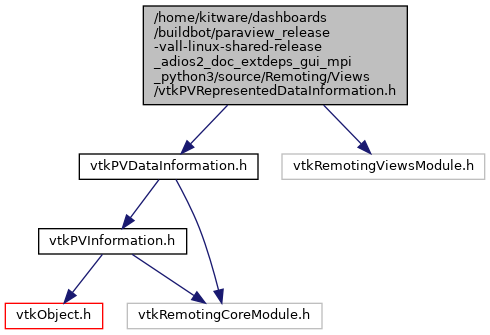 /home/kitware/dashboards
/buildbot/paraview_release
-vall-linux-shared-release
_adios2_doc_extdeps_gui_mpi
_python3/source/Remoting/Views
/vtkPVRepresentedDataInformation.h
vtkPVDataInformation.h
vtkRemotingViewsModule.h
vtkPVInformation.h
vtkObject.h
vtkRemotingCoreModule.h